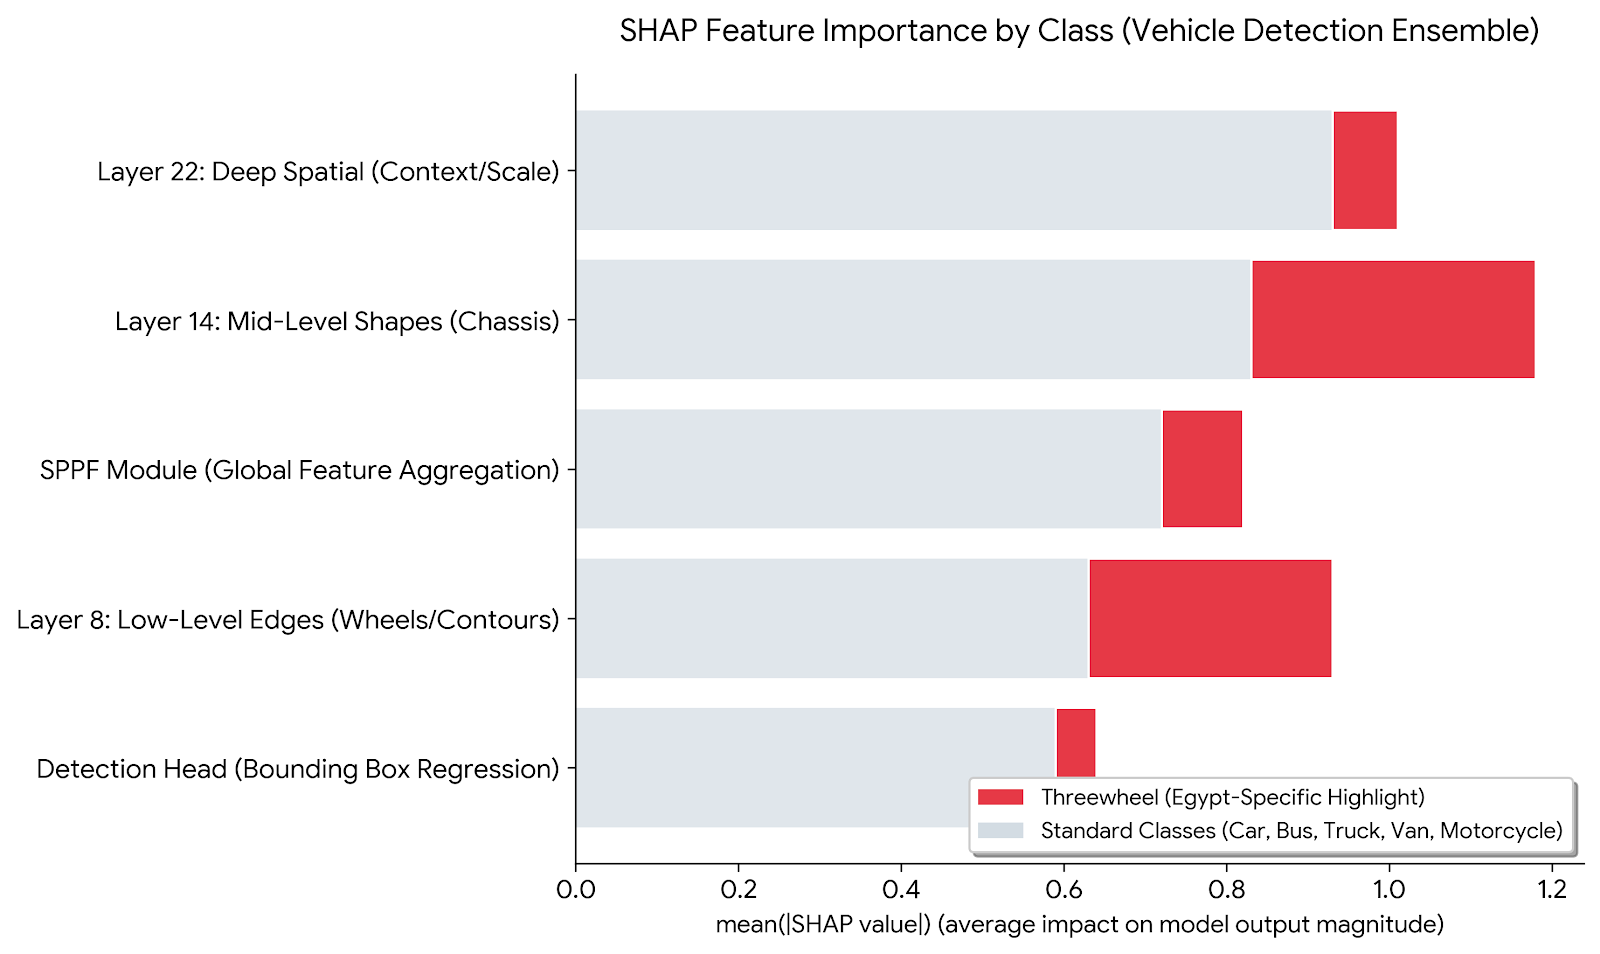 SHAP Feature Importance by Class (Vehicle Detection Ensemble)
Layer 22: Deep Spatial (Context/Scale)
Layer 14: Mid-Level Shapes (Chassis)
SPPF Module (Global Feature Aggregation)
Layer 8: Low-Level Edges (Wheels/Contours)
Detection Head (Bounding Box Regression)
Threewheel (Egypt-Specific Highlight)
Standard Classes (Car, Bus, Truck, Van, Motorcycle)
0.0 0.2 0.4 0.6 0.8 1.0 1.2
mean(|SHAP value|) (average impact on model output magnitude)